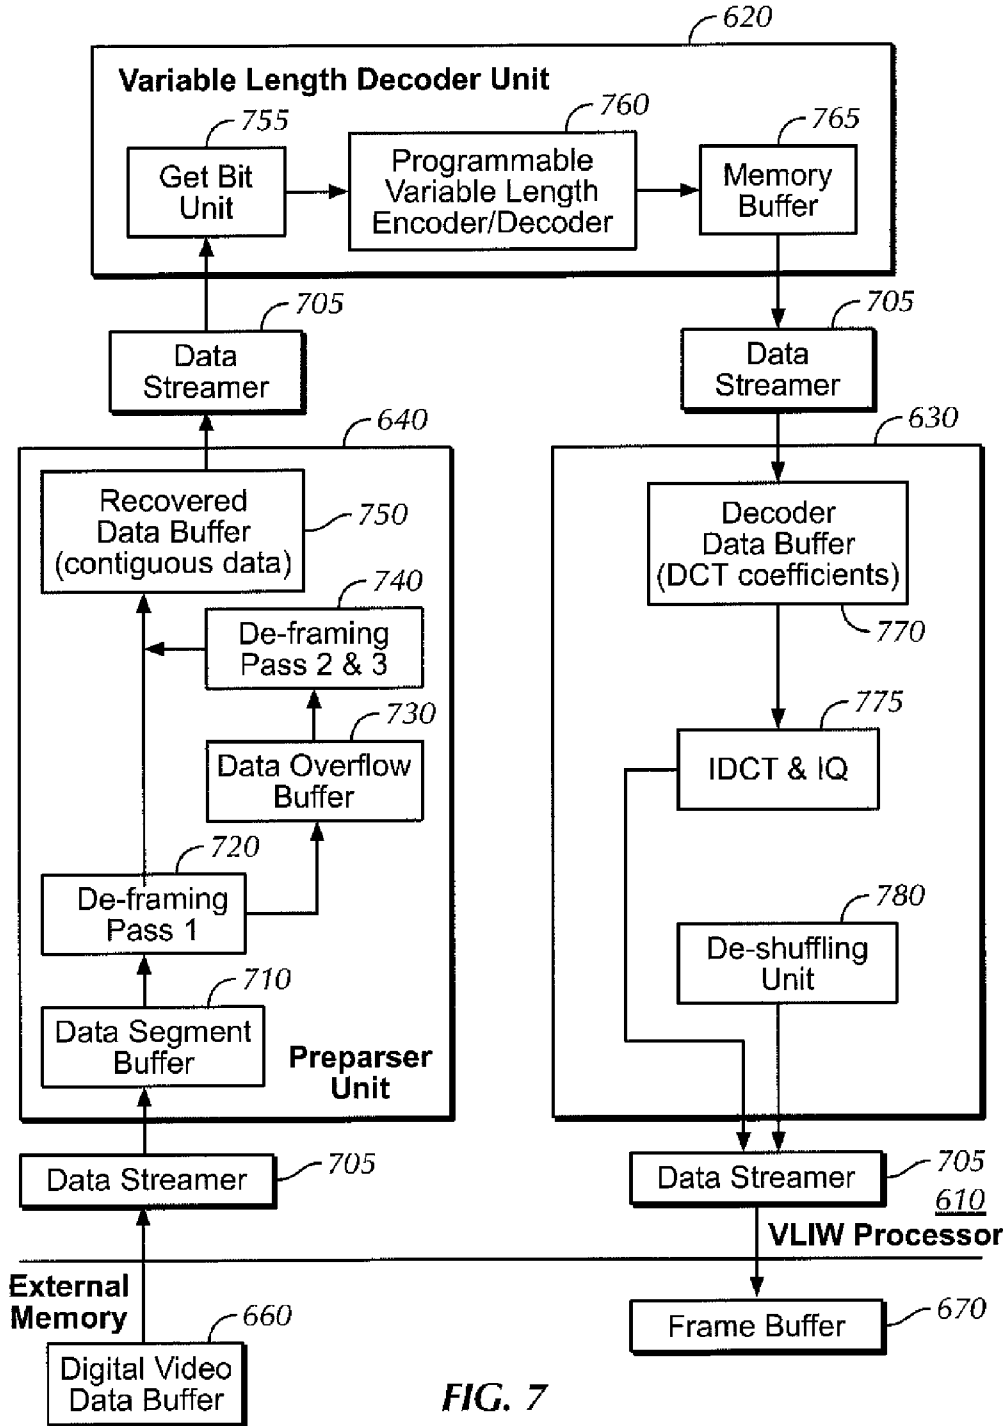 620
Variable Length Decoder Unit
755
760
765
Get Bit
Unit
Programmable
Variable Length
Encoder/Decoder
Memory
Buffer
705
705
Data
Streamer
Data
Streamer
640
630
Recovered
Data Buffer
(contiguous data)
750
Decoder
Data Buffer
(DCT coefficients)
770
740
De-framing
Pass 2 & 3
730
Data Overflow
Buffer
775
IDCT & IQ
720
De-framing
Pass 1
780
De-shuffling
Unit
710
Data Segment
Buffer
Preparser
Unit
Data Streamer
705
Data Streamer
705
610
VLIW Processor
External
Memory
660
Digital Video
Data Buffer
Frame Buffer
670
FIG. 7